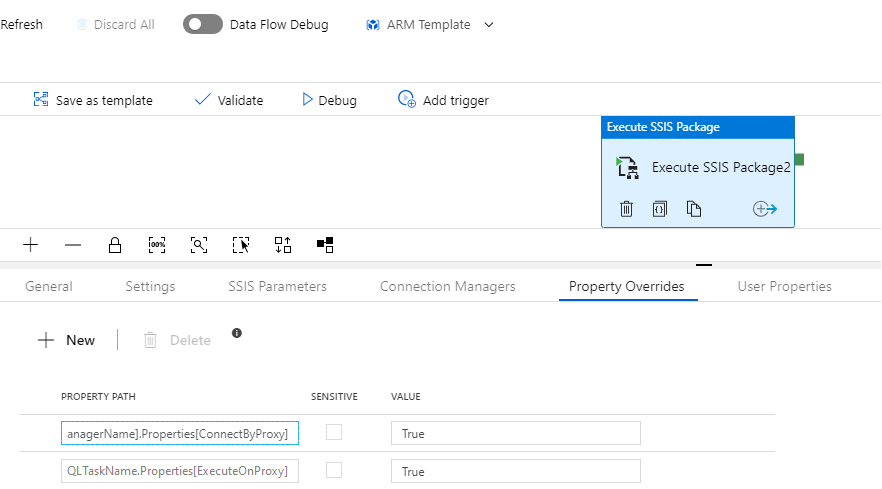 Refresh Discard All Data Flow Debug ARM Template
Save as template Validate Debug Add trigger
Execute SSIS Package
Execute SSIS Package2
100%
General Settings SSIS Parameters Connection Managers Property Overrides User Properties
New Delete
PROPERTY PATH SENSITIVE VALUE
anagerName].Properties[ConnectByProxy] True
QLTaskName.Properties[ExecuteOnProxy] True